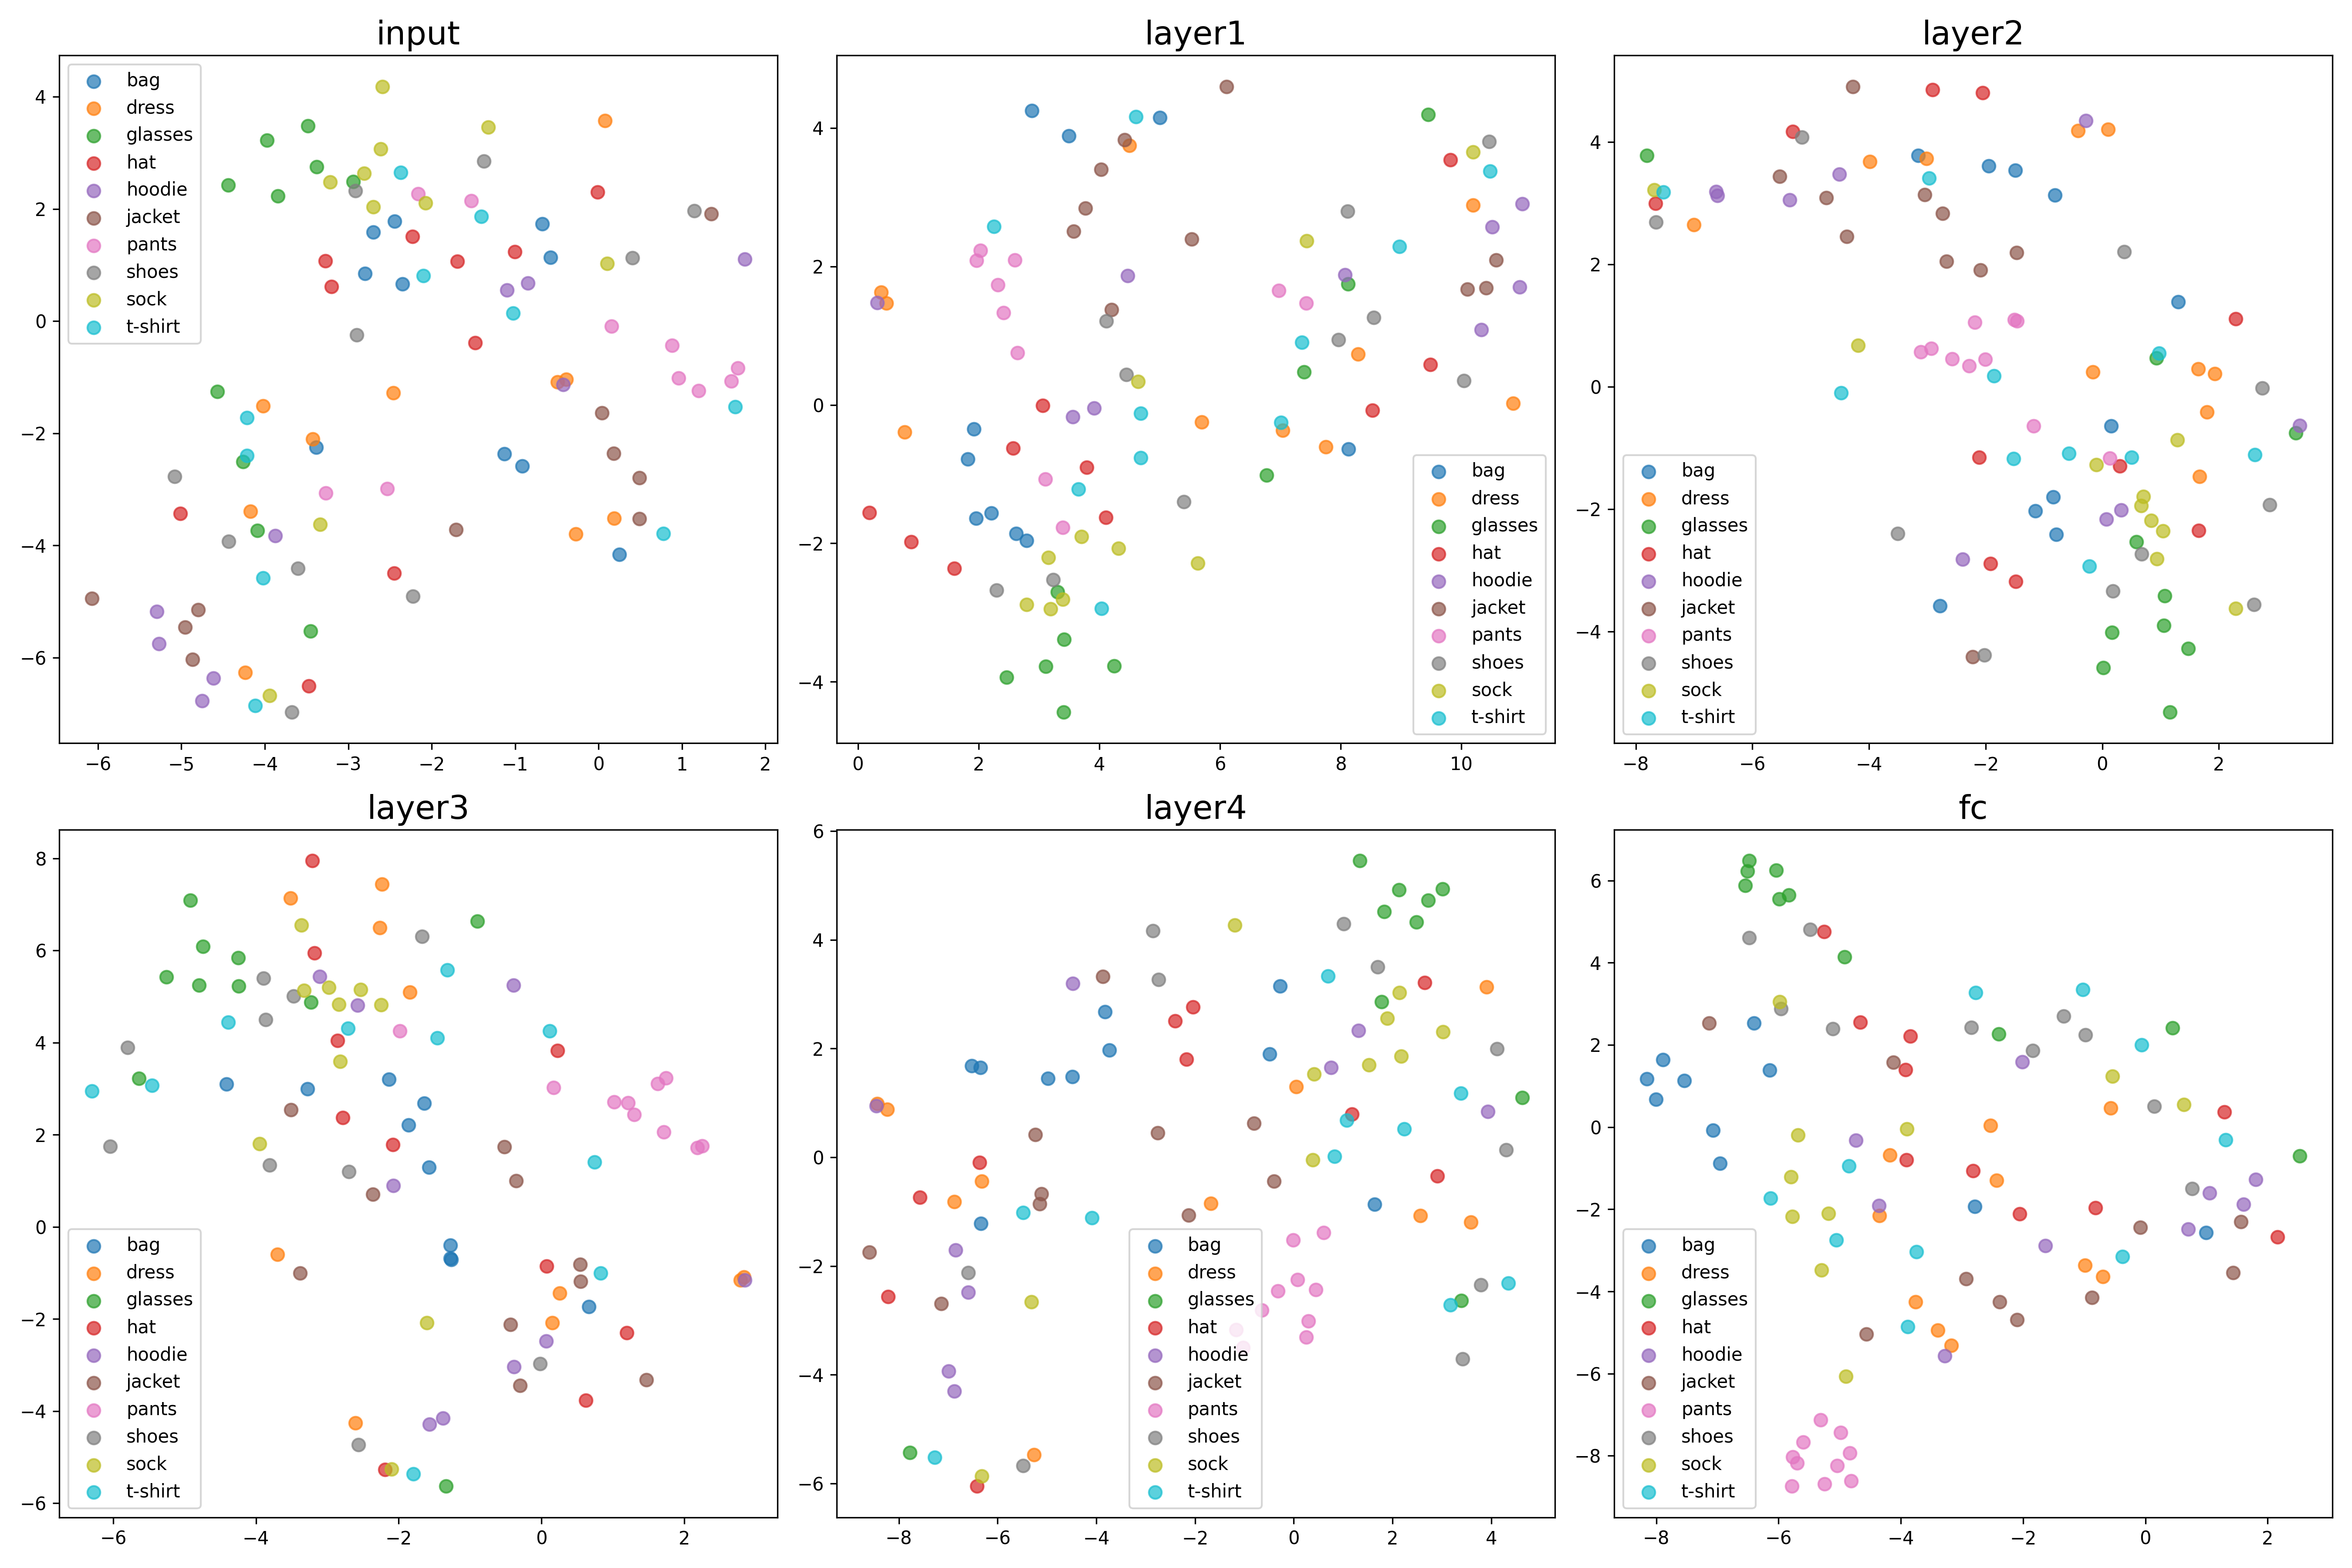 input
layer1
layer2
4
2
0
−2
−4
−6
bag
dress
glasses
hat
hoodie
jacket
pants
shoes
sock
t-shirt
−6 −5 −4 −3 −2 −1 0 1 2
4
2
0
−2
−4
bag
dress
glasses
hat
hoodie
jacket
pants
shoes
sock
t-shirt
0 2 4 6 8 10
4
2
0
−2
−4
bag
dress
glasses
hat
hoodie
jacket
pants
shoes
sock
t-shirt
−8 −6 −4 −2 0 2
layer3
layer4
fc
8
6
4
2
0
−2
−4
−6
bag
dress
glasses
hat
hoodie
jacket
pants
shoes
sock
t-shirt
−6 −4 −2 0 2
6
4
2
0
−2
−4
−6
bag
dress
glasses
hat
hoodie
jacket
pants
shoes
sock
t-shirt
−8 −6 −4 −2 0 2 4
6
4
2
0
−2
−4
−6
−8
bag
dress
glasses
hat
hoodie
jacket
pants
shoes
sock
t-shirt
−8 −6 −4 −2 0 2